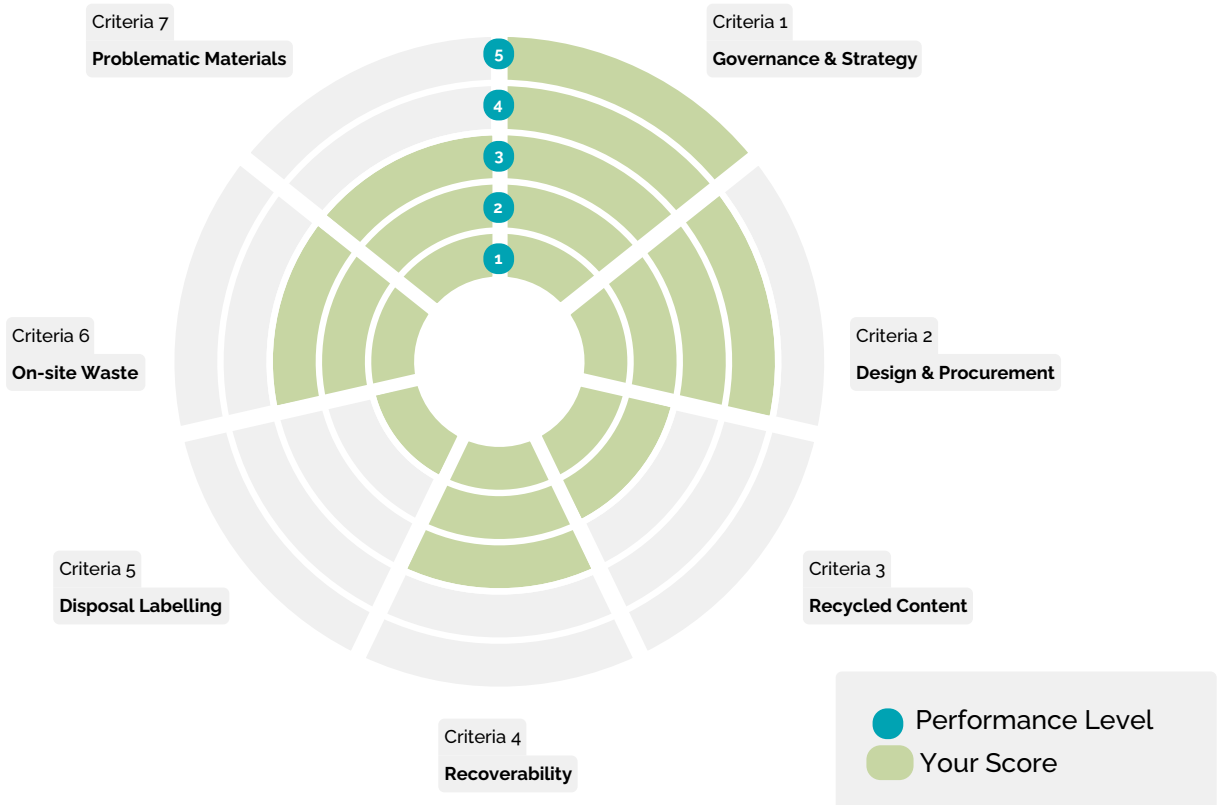 Criteria 7
Problematic Materials
Criteria 1
Governance & Strategy
5
4
3
2
1
Criteria 6
On-site Waste
Criteria 2
Design & Procurement
Criteria 5
Disposal Labelling
Criteria 3
Recycled Content
Criteria 4
Recoverability
Performance Level
Your Score